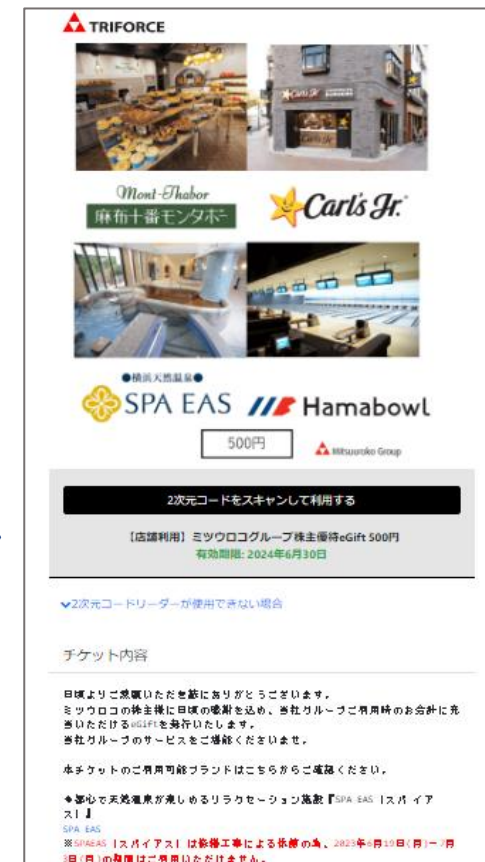 TRIFORCE
Carl's Jr.
Mont-Thabor
麻布十番モンタボー
Carl's Jr.
●横浜天然温泉●
SPA EAS
Hamabowl
500円
Mitsuuroko Group
2次元コードをスキャンして利用する
【店舗利用】ミツウロコグループ株主優待eGift 500円
有効期限: 2024年6月30日
2次元コードリーダーが使用できない場合
チケット内容
日頃よりご愛顧いただき誠にありがとうございます。
ミツウロコの株主様に日頃の感謝を込め、当社グループご利用時のお会計に充
当いただけるeGiftを発行いたします。
当社グループのサービスをご堪能くださいませ。
本チケットのご利用可能ブランドはこちらからご確認ください。
◆都心で天然温泉が楽しめるリラクセーション施設『SPA EAS |スパ イア
ス|』
SPA EAS
※SPAEAS |スパイアス| は修繕工事による休館の為、2023年6月19日(月)－7月
3日(月)の期間はご利用いただけません。